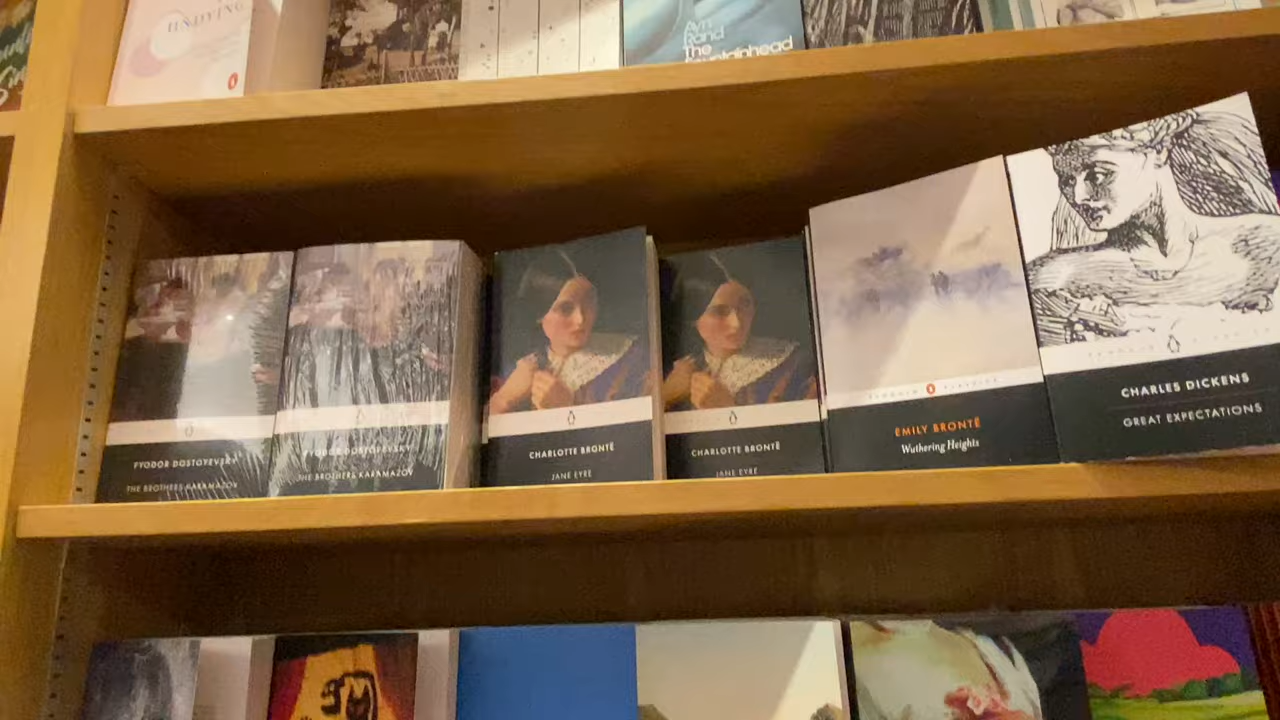 UNDYING
Ayn
Rand
The
Fountainhead
FYODOR DOSTOYEVSKY
THE BROTHERS KARAMAZOV
FYODOR DOSTOYEVSKY
THE BROTHERS KARAMAZOV
CHARLOTTE BRONTË
JANE EYRE
CHARLOTTE BRONTË
JANE EYRE
PENGUIN CLASSICS
EMILY BRONTË
Wuthering Heights
CHARLES DICKENS
GREAT EXPECTATIONS